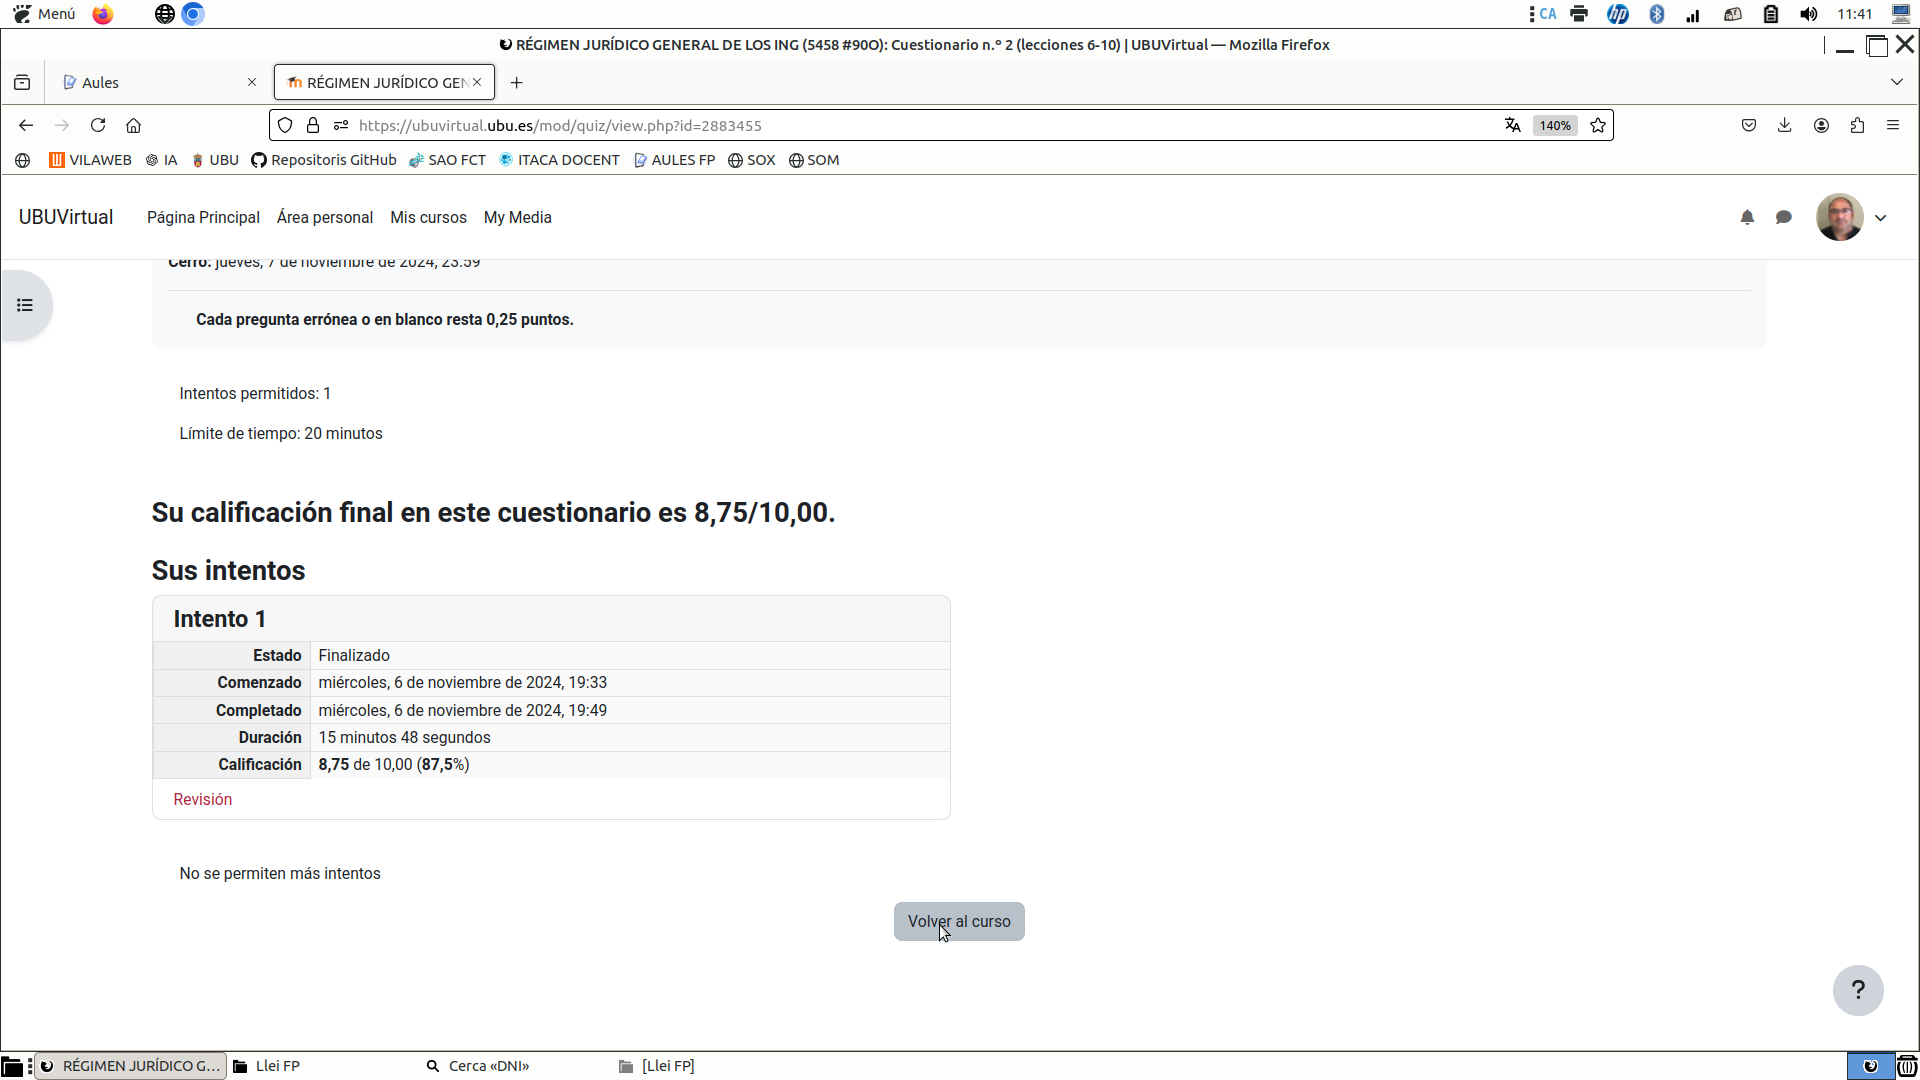 Menú
CA
11:41
RÉGIMEN JURÍDICO GENERAL DE LOS ING (5458 #90O): Cuestionario n.º 2 (lecciones 6-10) | UBUVirtual — Mozilla Firefox
Aules
RÉGIMEN JURÍDICO GEN
https://ubuvirtual.ubu.es/mod/quiz/view.php?id=2883455
140%
VILAWEB IA UBU Repositoris GitHub SAO FCT ITACA DOCENT AULES FP SOX SOM
UBUVirtual Página Principal Área personal Mis cursos My Media
Cerró: jueves, 7 de noviembre de 2024, 23:59
Cada pregunta errónea o en blanco resta 0,25 puntos.
Intentos permitidos: 1
Límite de tiempo: 20 minutos
Su calificación final en este cuestionario es 8,75/10,00.
Sus intentos
Intento 1
Estado Finalizado
Comenzado miércoles, 6 de noviembre de 2024, 19:33
Completado miércoles, 6 de noviembre de 2024, 19:49
Duración 15 minutos 48 segundos
Calificación 8,75 de 10,00 (87,5%)
Revisión
No se permiten más intentos
Volver al curso
?
RÉGIMEN JURÍDICO G... Llei FP Cerca «DNI» [Llei FP]